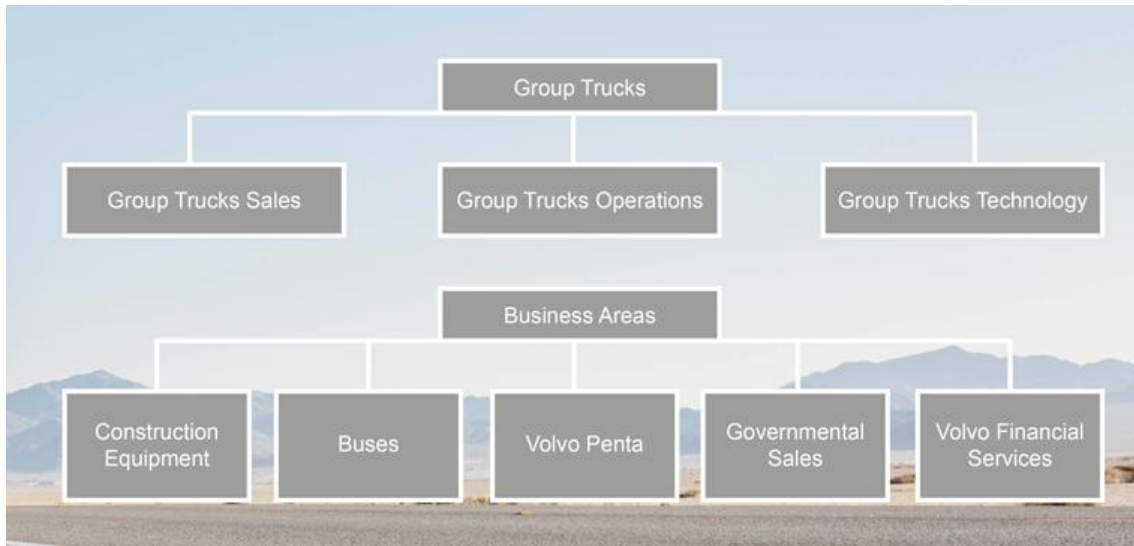 Group Trucks
Group Trucks Sales
Group Trucks Operations
Group Trucks Technology
Business Areas
Construction
Equipment
Buses
Volvo Penta
Governmental
Sales
Volvo Financial
Services